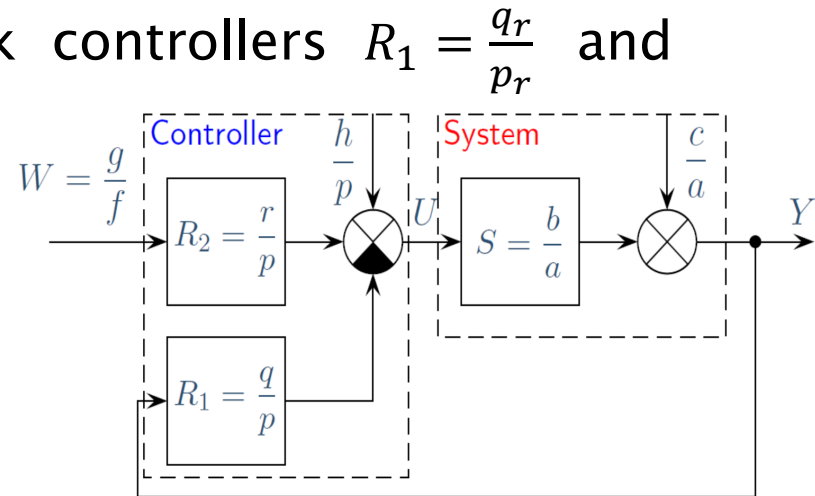 k controllers R₁ = qᵣ/pᵣ and
Controller
h/p
System
c/a
W = g/f
R₂ = r/p
U
S = b/a
Y
R₁ = q/p